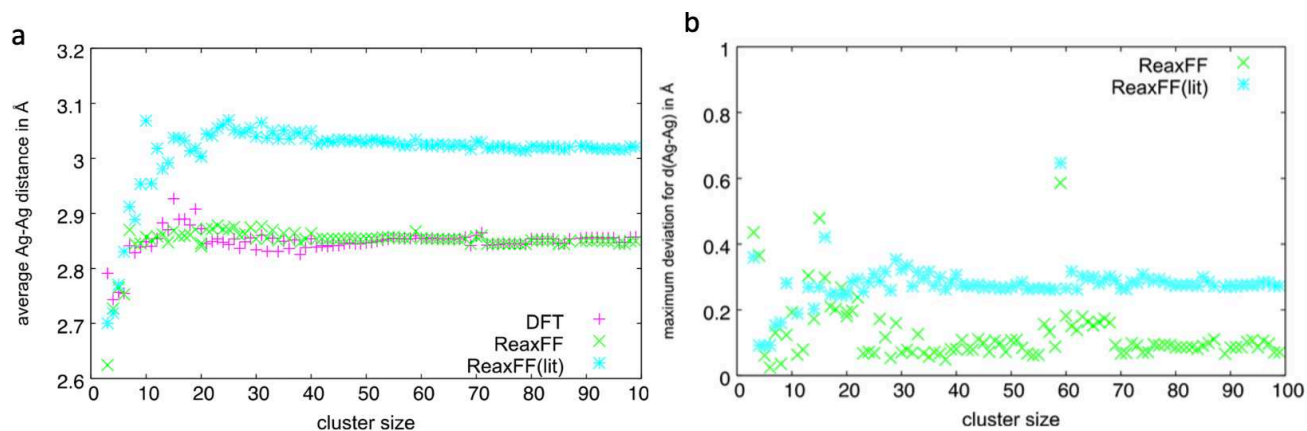 a
average Ag-Ag distance in Å
3.2
3.1
3
2.9
2.8
2.7
2.6
DFT
ReaxFF
ReaxFF(lit)
0 10 20 30 40 50 60 70 80 90 100
cluster size
b
maximum deviation for d(Ag-Ag) in Å
1
0.8
0.6
0.4
0.2
0
ReaxFF
ReaxFF(lit)
0 10 20 30 40 50 60 70 80 90 100
cluster size